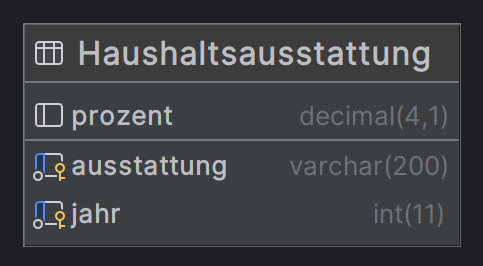 Haushaltsausstattung
prozent decimal(4,1)
ausstattung varchar(200)
jahr int(11)